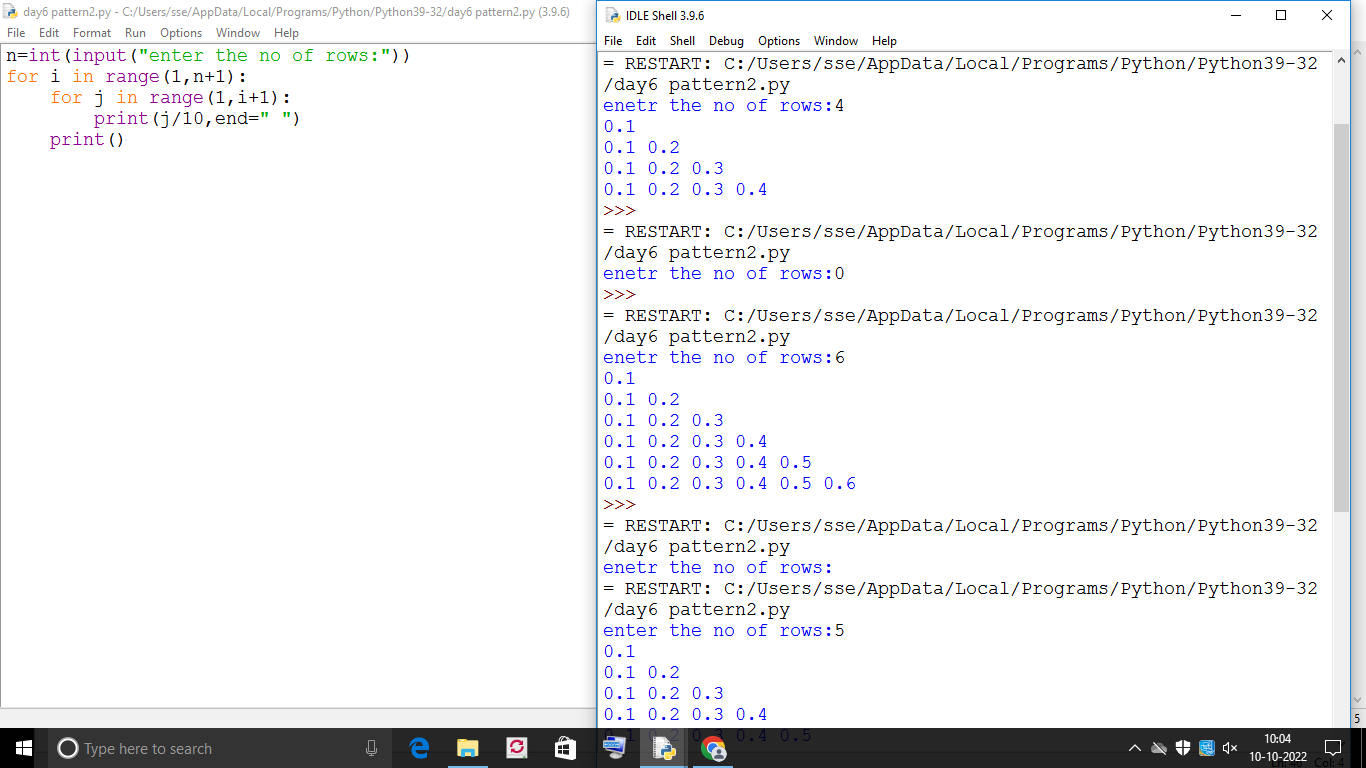 day6 pattern2.py - C:/Users/sse/AppData/Local/Programs/Python/Python39-32/day6 pattern2.py (3.9.6)
File Edit Format Run Options Window Help
n=int(input("enter the no of rows:"))
for i in range(1,n+1):
    for j in range(1,i+1):
        print(j/10,end=" ")
    print()
IDLE Shell 3.9.6
File Edit Shell Debug Options Window Help
= RESTART: C:/Users/sse/AppData/Local/Programs/Python/Python39-32
/day6 pattern2.py
enetr the no of rows:4
0.1
0.1 0.2
0.1 0.2 0.3
0.1 0.2 0.3 0.4
>>>
= RESTART: C:/Users/sse/AppData/Local/Programs/Python/Python39-32
/day6 pattern2.py
enetr the no of rows:0
>>>
= RESTART: C:/Users/sse/AppData/Local/Programs/Python/Python39-32
/day6 pattern2.py
enetr the no of rows:6
0.1
0.1 0.2
0.1 0.2 0.3
0.1 0.2 0.3 0.4
0.1 0.2 0.3 0.4 0.5
0.1 0.2 0.3 0.4 0.5 0.6
>>>
= RESTART: C:/Users/sse/AppData/Local/Programs/Python/Python39-32
/day6 pattern2.py
enetr the no of rows:
= RESTART: C:/Users/sse/AppData/Local/Programs/Python/Python39-32
/day6 pattern2.py
enter the no of rows:5
0.1
0.1 0.2
0.1 0.2 0.3
0.1 0.2 0.3 0.4
0.3 0.4 0.5
5
Type here to search
10:04
10-10-2022
Col: 4